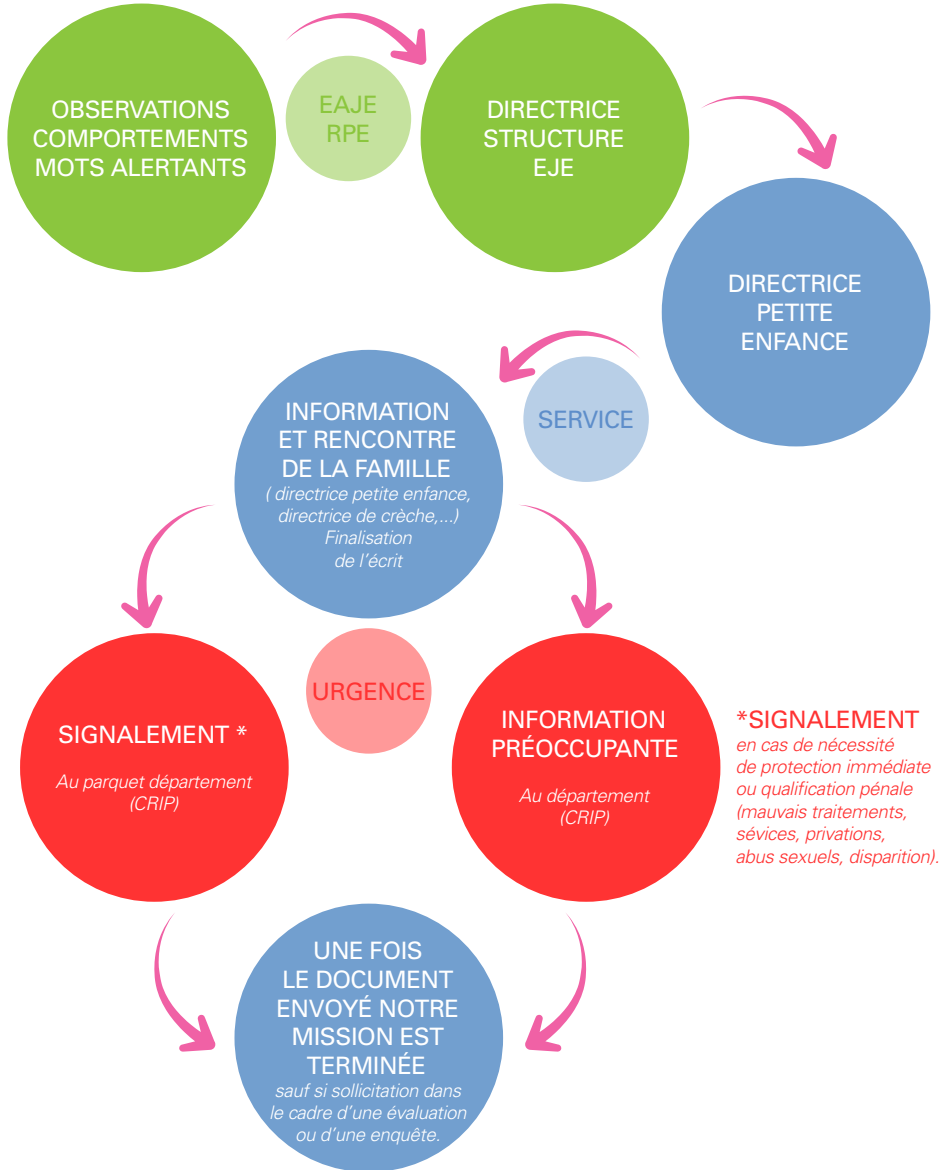 OBSERVATIONS
COMPORTEMENTS
MOTS ALERTANTS
EAJE
RPE
DIRECTRICE
STRUCTURE
EJE
DIRECTRICE
PETITE
ENFANCE
SERVICE
INFORMATION
ET RENCONTRE
DE LA FAMILLE
( directrice petite enfance,
directrice de crèche,...)
Finalisation
de l'écrit
URGENCE
SIGNALEMENT *
Au parquet département
(CRIP)
INFORMATION
PRÉOCCUPANTE
Au département
(CRIP)
*SIGNALEMENT
en cas de nécessité
de protection immédiate
ou qualification pénale
(mauvais traitements,
sévices, privations,
abus sexuels, disparition).
UNE FOIS
LE DOCUMENT
ENVOYÉ NOTRE
MISSION EST
TERMINÉE
sauf si sollicitation dans
le cadre d'une évaluation
ou d'une enquête.